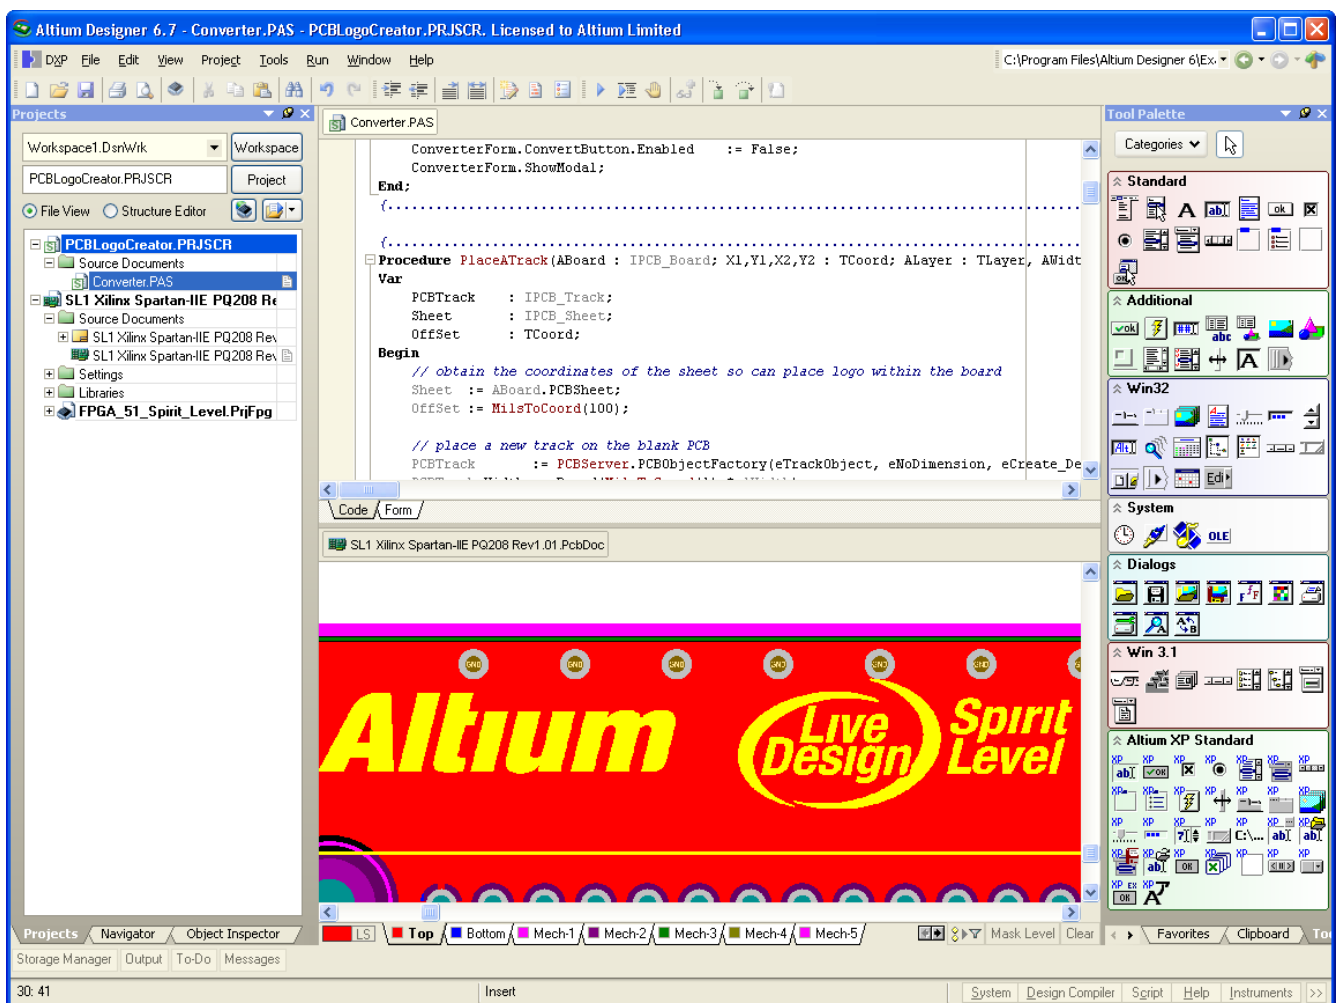 Altium Designer 6.7 - Converter.PAS - PCBLogoCreator.PRJSCR. Licensed to Altium Limited
DXP File Edit View Project Tools Run Window Help
C:\Program Files\Altium Designer 6\Ex
Projects
Workspace1.DsnWrk
Workspace
PCBLogoCreator.PRJSCR
Project
File View
Structure Editor
PCBLogoCreator.PRJSCR
Source Documents
Converter.PAS
SL1 Xilinx Spartan-IIE PQ208 Re
Source Documents
SL1 Xilinx Spartan-IIE PQ208 Rev
SL1 Xilinx Spartan-IIE PQ208 Rev
Settings
Libraries
FPGA_51_Spirit_Level.PrjFpg
Projects
Navigator
Object Inspector
Converter.PAS
ConverterForm.ConvertButton.Enabled := False;
ConverterForm.ShowModal;
End;
Procedure PlaceATrack(ABoard : IPCB_Board; X1,Y1,X2,Y2 : TCoord; ALayer : TLayer, AWidt
Var
PCBTrack : IPCB_Track;
Sheet : IPCB_Sheet;
OffSet : TCoord;
Begin
// obtain the coordinates of the sheet so can place logo within the board
Sheet := ABoard.PCBSheet;
OffSet := MilsToCoord(100);
// place a new track on the blank PCB
PCBTrack := PCBServer.PCBObjectFactory(eTrackObject, eNoDimension, eCreate_De
Code
Form
SL1 Xilinx Spartan-IIE PQ208 Rev1.01.PcbDoc
GND GND GND GND GND GND
Altium
Live
Design
Spirit
Level
LS
Top
Bottom
Mech-1
Mech-2
Mech-3
Mech-4
Mech-5
Mask Level
Clear
Tool Palette
Categories
Standard
Additional
Win32
System
OLE
Dialogs
Win 3.1
Altium XP Standard
Favorites
Clipboard
Storage Manager
Output
To-Do
Messages
30: 41
Insert
System
Design Compiler
Script
Help
Instruments
>>